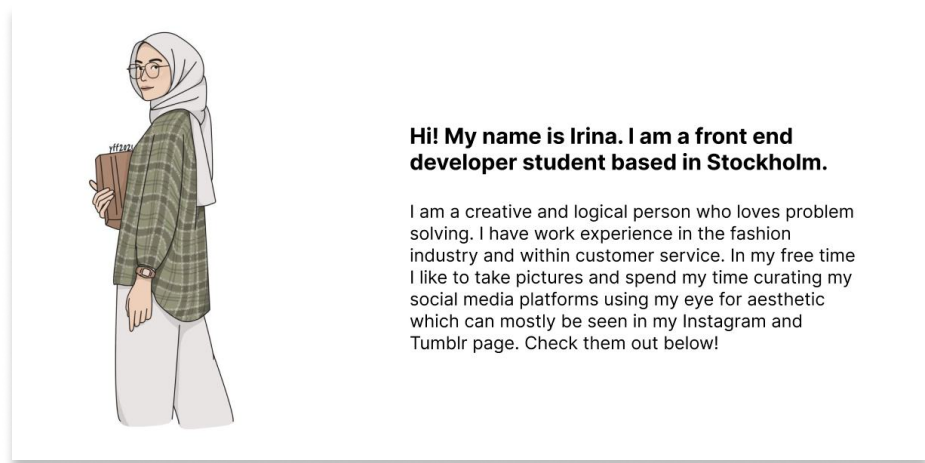 yff2021
Hi! My name is Irina. I am a front end
developer student based in Stockholm.
I am a creative and logical person who loves problem
solving. I have work experience in the fashion
industry and within customer service. In my free time
I like to take pictures and spend my time curating my
social media platforms using my eye for aesthetic
which can mostly be seen in my Instagram and
Tumblr page. Check them out below!